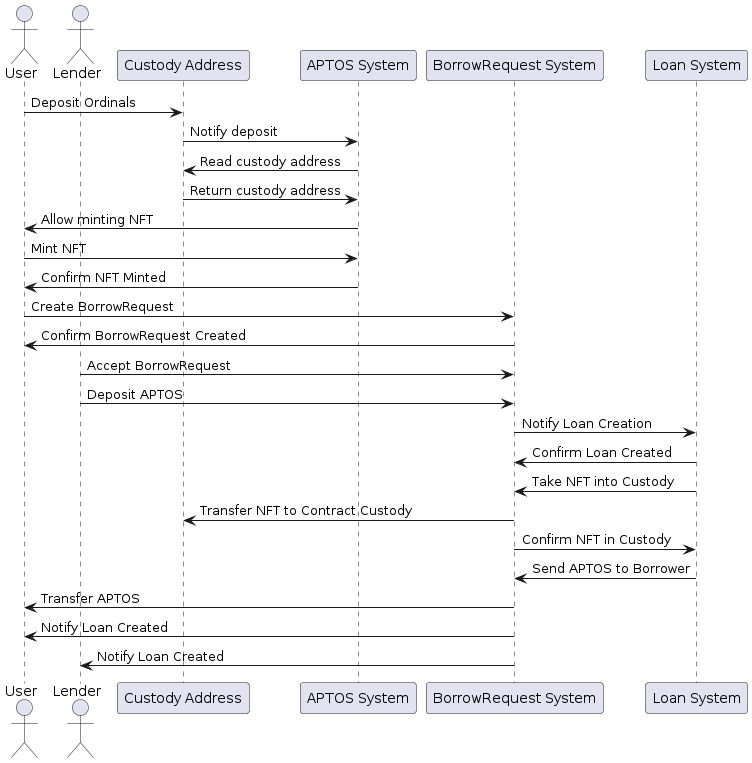 User
Lender
Custody Address
APTOS System
BorrowRequest System
Loan System
Deposit Ordinals
Notify deposit
Read custody address
Return custody address
Allow minting NFT
Mint NFT
Confirm NFT Minted
Create BorrowRequest
Confirm BorrowRequest Created
Accept BorrowRequest
Deposit APTOS
Notify Loan Creation
Confirm Loan Created
Take NFT into Custody
Transfer NFT to Contract Custody
Confirm NFT in Custody
Send APTOS to Borrower
Transfer APTOS
Notify Loan Created
Notify Loan Created
User
Lender
Custody Address
APTOS System
BorrowRequest System
Loan System